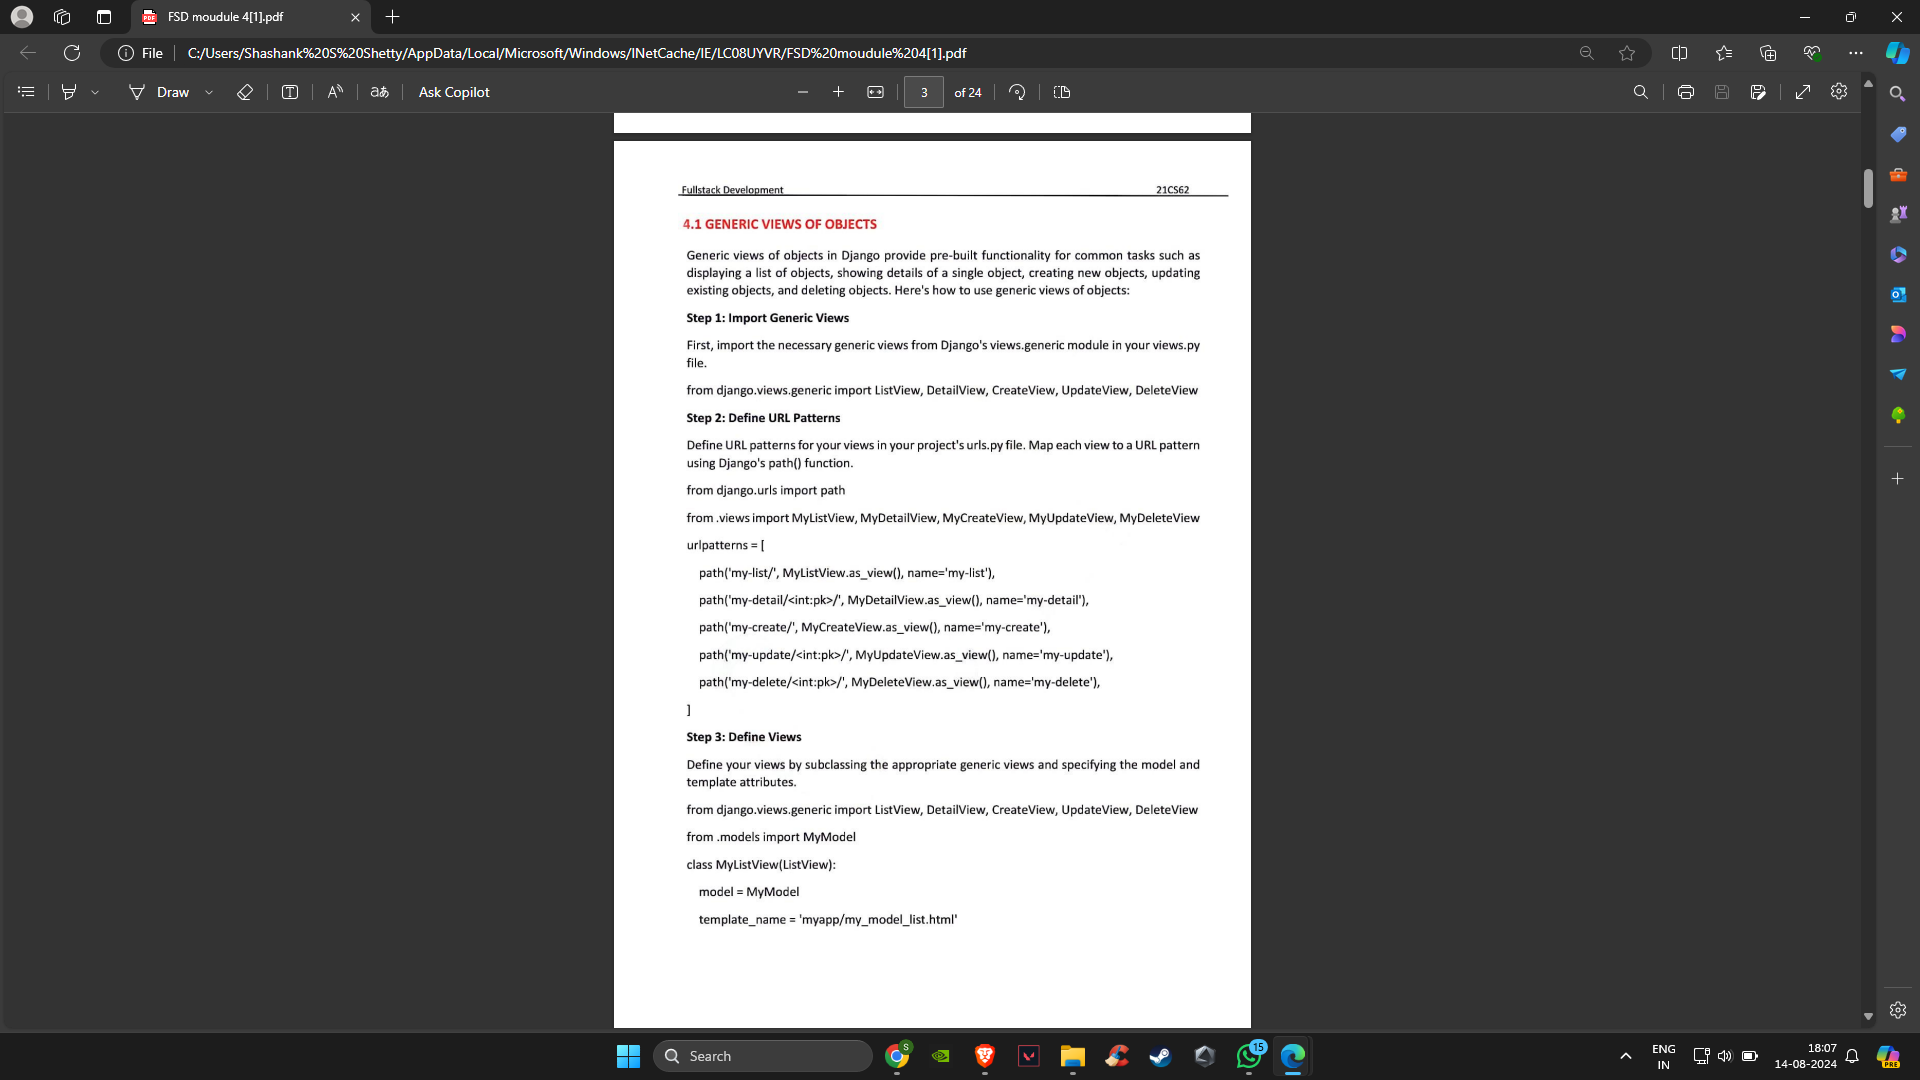 FSD moudule 4[1].pdf
File
C:/Users/Shashank%20S%20Shetty/AppData/Local/Microsoft/Windows/INetCache/IE/LC08UYVR/FSD%20moudule%204[1].pdf
Draw
Ask Copilot
3
of 24
Fullstack Development
21CS62
4.1 GENERIC VIEWS OF OBJECTS
Generic views of objects in Django provide pre-built functionality for common tasks such as
displaying a list of objects, showing details of a single object, creating new objects, updating
existing objects, and deleting objects. Here's how to use generic views of objects:
Step 1: Import Generic Views
First, import the necessary generic views from Django's views.generic module in your views.py
file.
from django.views.generic import ListView, DetailView, CreateView, UpdateView, DeleteView
Step 2: Define URL Patterns
Define URL patterns for your views in your project's urls.py file. Map each view to a URL pattern
using Django's path() function.
from django.urls import path
from .views import MyListView, MyDetailView, MyCreateView, MyUpdateView, MyDeleteView
urlpatterns = [
path('my-list/', MyListView.as_view(), name='my-list'),
path('my-detail/<int:pk>/', MyDetailView.as_view(), name='my-detail'),
path('my-create/', MyCreateView.as_view(), name='my-create'),
path('my-update/<int:pk>/', MyUpdateView.as_view(), name='my-update'),
path('my-delete/<int:pk>/', MyDeleteView.as_view(), name='my-delete'),
]
Step 3: Define Views
Define your views by subclassing the appropriate generic views and specifying the model and
template attributes.
from django.views.generic import ListView, DetailView, CreateView, UpdateView, DeleteView
from .models import MyModel
class MyListView(ListView):
model = MyModel
template_name = 'myapp/my_model_list.html'
Search
S
15
ENG
IN
18:07
14-08-2024
PRE